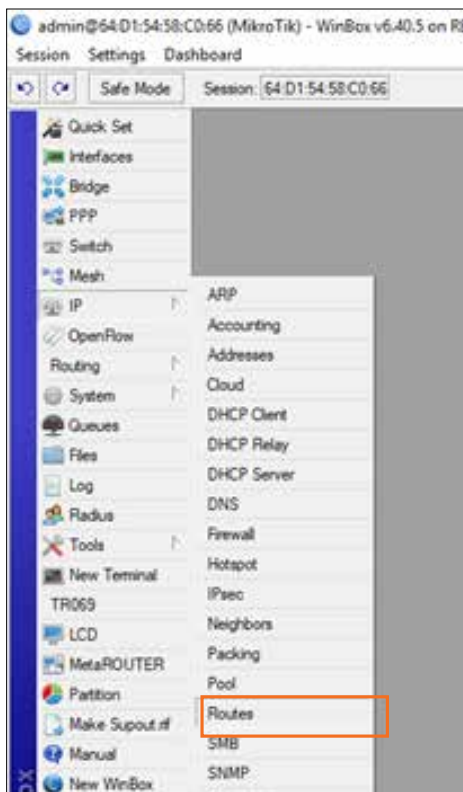 admin@64:D1:54:58:C0:66 (MikroTik) - WinBox v6.40.5 on
Session Settings Dashboard
Safe Mode Session: 64:D1:54:58:C0:66
Quick Set
Interfaces
Bridge
PPP
Switch
Mesh
IP
OpenFlow
Routing
System
Queues
Files
Log
Radius
Tools
New Terminal
TR069
LCD
MetaROUTER
Partition
Make Supout.rif
Manual
New WinBox
ARP
Accounting
Addresses
Cloud
DHCP Client
DHCP Relay
DHCP Server
DNS
Firewall
Hotspot
IPsec
Neighbors
Packing
Pool
Routes
SMB
SNMP